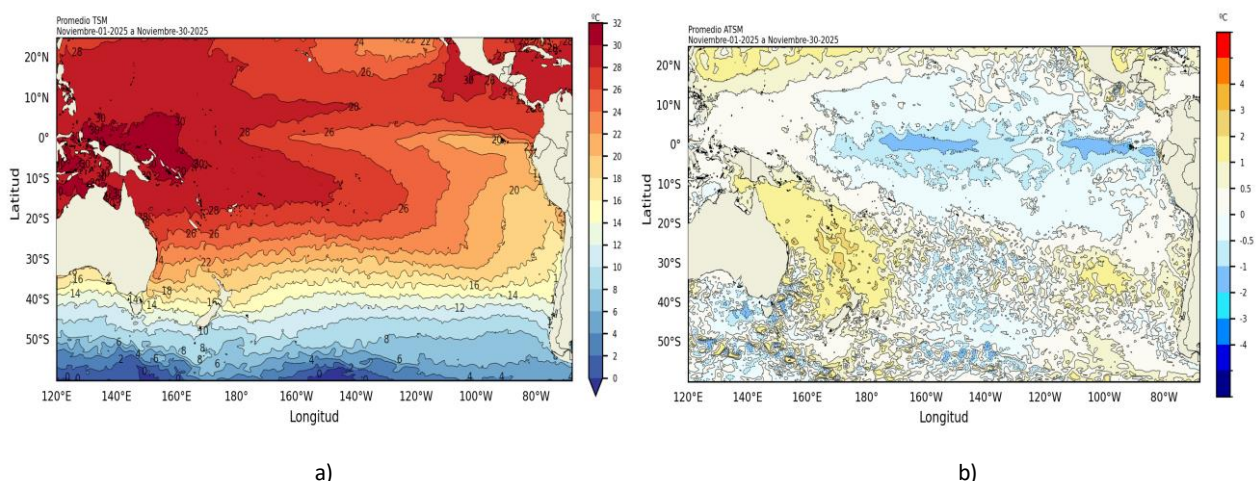 Promedio TSM
Noviembre-01-2025 a Noviembre-30-2025
ºC
20°N
10°N
0°
10°S
20°S
30°S
40°S
50°S
Latitud
120°E
140°E
160°E
180°
160°W
140°W
120°W
100°W
80°W
Longitud
32
30
28
26
24
22
20
18
16
14
12
10
8
6
4
2
0
a)
Promedio ATSM
Noviembre-01-2025 a Noviembre-30-2025
ºC
20°N
10°N
0°
10°S
20°S
30°S
40°S
50°S
Latitud
120°E
140°E
160°E
180°
160°W
140°W
120°W
100°W
80°W
Longitud
4
3
2
1
0.5
0
-0.5
-1
-2
-3
-4
b)